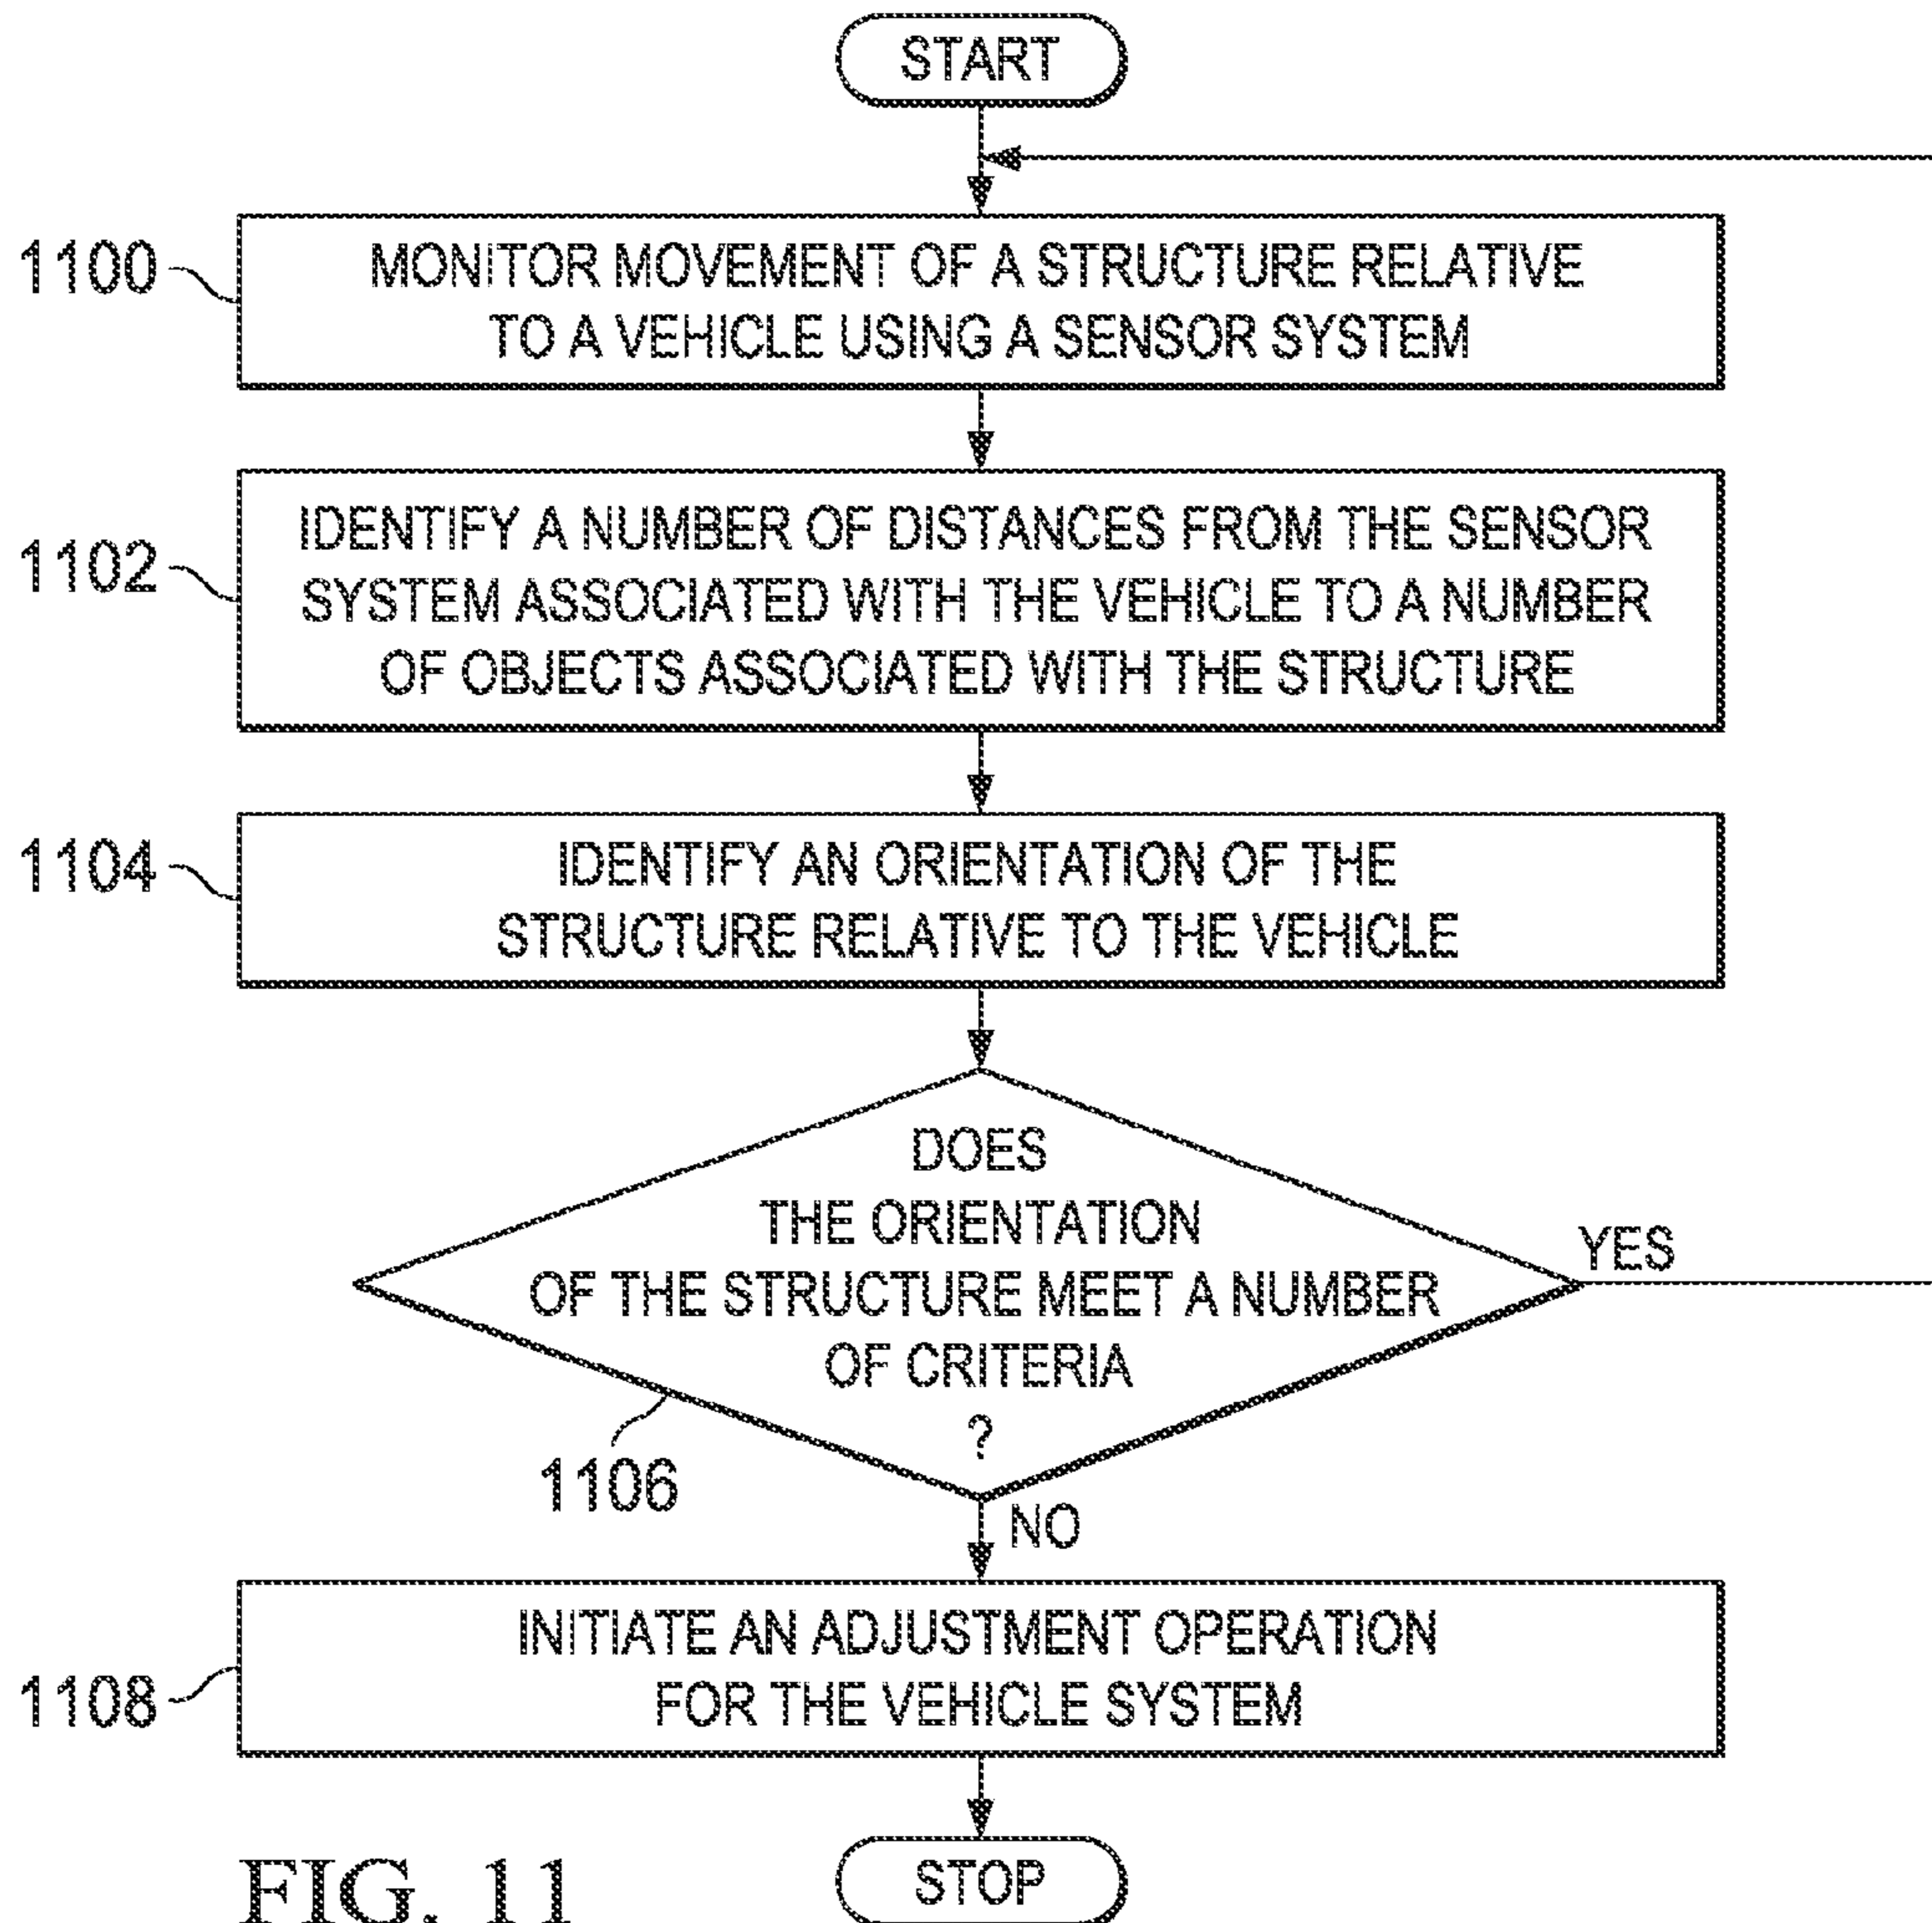 START
1100
MONITOR MOVEMENT OF A STRUCTURE RELATIVE
TO A VEHICLE USING A SENSOR SYSTEM
1102
IDENTIFY A NUMBER OF DISTANCES FROM THE SENSOR
SYSTEM ASSOCIATED WITH THE VEHICLE TO A NUMBER
OF OBJECTS ASSOCIATED WITH THE STRUCTURE
1104
IDENTIFY AN ORIENTATION OF THE
STRUCTURE RELATIVE TO THE VEHICLE
DOES
THE ORIENTATION
OF THE STRUCTURE MEET A NUMBER
OF CRITERIA
?
YES
1106
NO
1108
INITIATE AN ADJUSTMENT OPERATION
FOR THE VEHICLE SYSTEM
STOP
FIG. 11